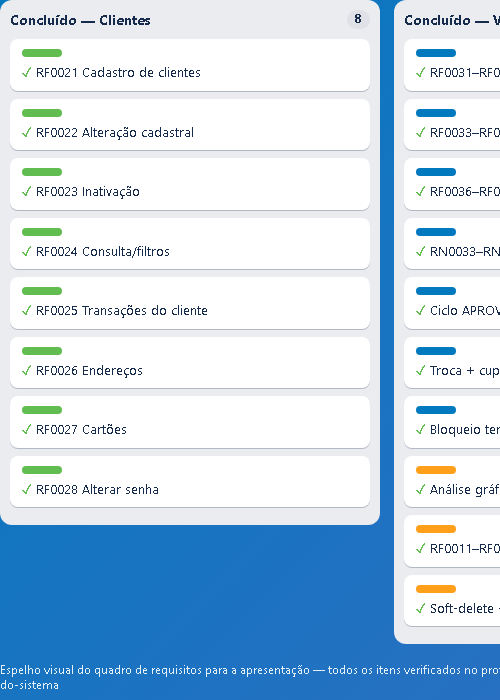 Concluído — Clientes
8
✓ RF0021 Cadastro de clientes
✓ RF0022 Alteração cadastral
✓ RF0023 Inativação
✓ RF0024 Consulta/filtros
✓ RF0025 Transações do cliente
✓ RF0026 Endereços
✓ RF0027 Cartões
✓ RF0028 Alterar senha
Concluído — V
✓ RF0031–RF0
✓ RF0033–RF0
✓ RF0036–RF0
✓ RN0033–RN
✓ Ciclo APROV
✓ Troca + cup
✓ Bloqueio
✓ Análise gráf
✓ RF0011–RF0
✓ Soft-delete
Espelho visual do quadro de requisitos para a apresentação — todos os itens verificados no
do-sistema